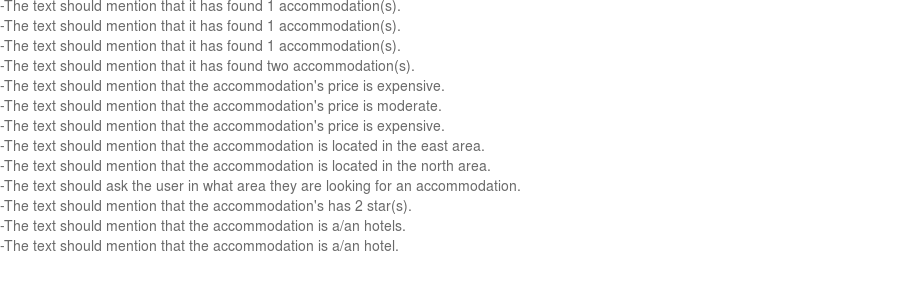 -The text should mention that it has found 1 accommodation(s).
-The text should mention that it has found 1 accommodation(s).
-The text should mention that it has found 1 accommodation(s).
-The text should mention that it has found two accommodation(s).
-The text should mention that the accommodation's price is expensive.
-The text should mention that the accommodation's price is moderate.
-The text should mention that the accommodation's price is expensive.
-The text should mention that the accommodation is located in the east area.
-The text should mention that the accommodation is located in the north area.
-The text should ask the user in what area they are looking for an accommodation.
-The text should mention that the accommodation's has 2 star(s).
-The text should mention that the accommodation is a/an hotels.
-The text should mention that the accommodation is a/an hotel.